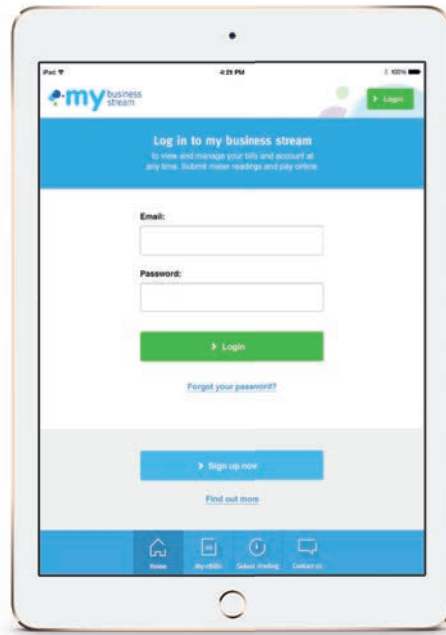 iPad
4:21 PM
100%
my business
stream
Login
Log in to my business stream
to view and manage your bills and account at
any time. Submit meter readings and pay online.
Email:
Password:
Login
Forgot your password?
Sign up now
Find out more
Home
My eBills
Submit reading
Contact us